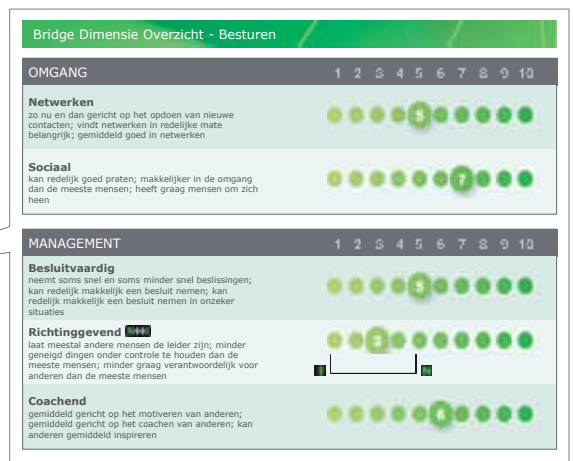 Bridge Dimensie Overzicht - Besturen
OMGANG 1 2 3 4 5 6 7 8 9 10
Netwerken
zo nu en dan gericht op het opdoen van nieuwe
contacten; vindt netwerken in redelijke mate
belangrijk; gemiddeld goed in netwerken
5
Sociaal
kan redelijk goed praten; makkelijker in de omgang
dan de meeste mensen; heeft graag mensen om zich
heen
7
MANAGEMENT 1 2 3 4 5 6 7 8 9 10
Besluitvaardig
neemt soms snel en soms minder snel beslissingen;
kan redelijk makkelijk een besluit nemen; kan
redelijk makkelijk een besluit nemen in onzeker
situaties
5
Richtinggevend
laat meestal andere mensen de leider zijn; minder
geneigd dingen onder controle te houden dan de
meeste mensen; minder graag verantwoordelijk voor
anderen dan de meeste mensen
3
N
Coachend
gemiddeld gericht op het motiveren van anderen;
gemiddeld gericht op het coachen van anderen; kan
anderen gemiddeld inspireren
6